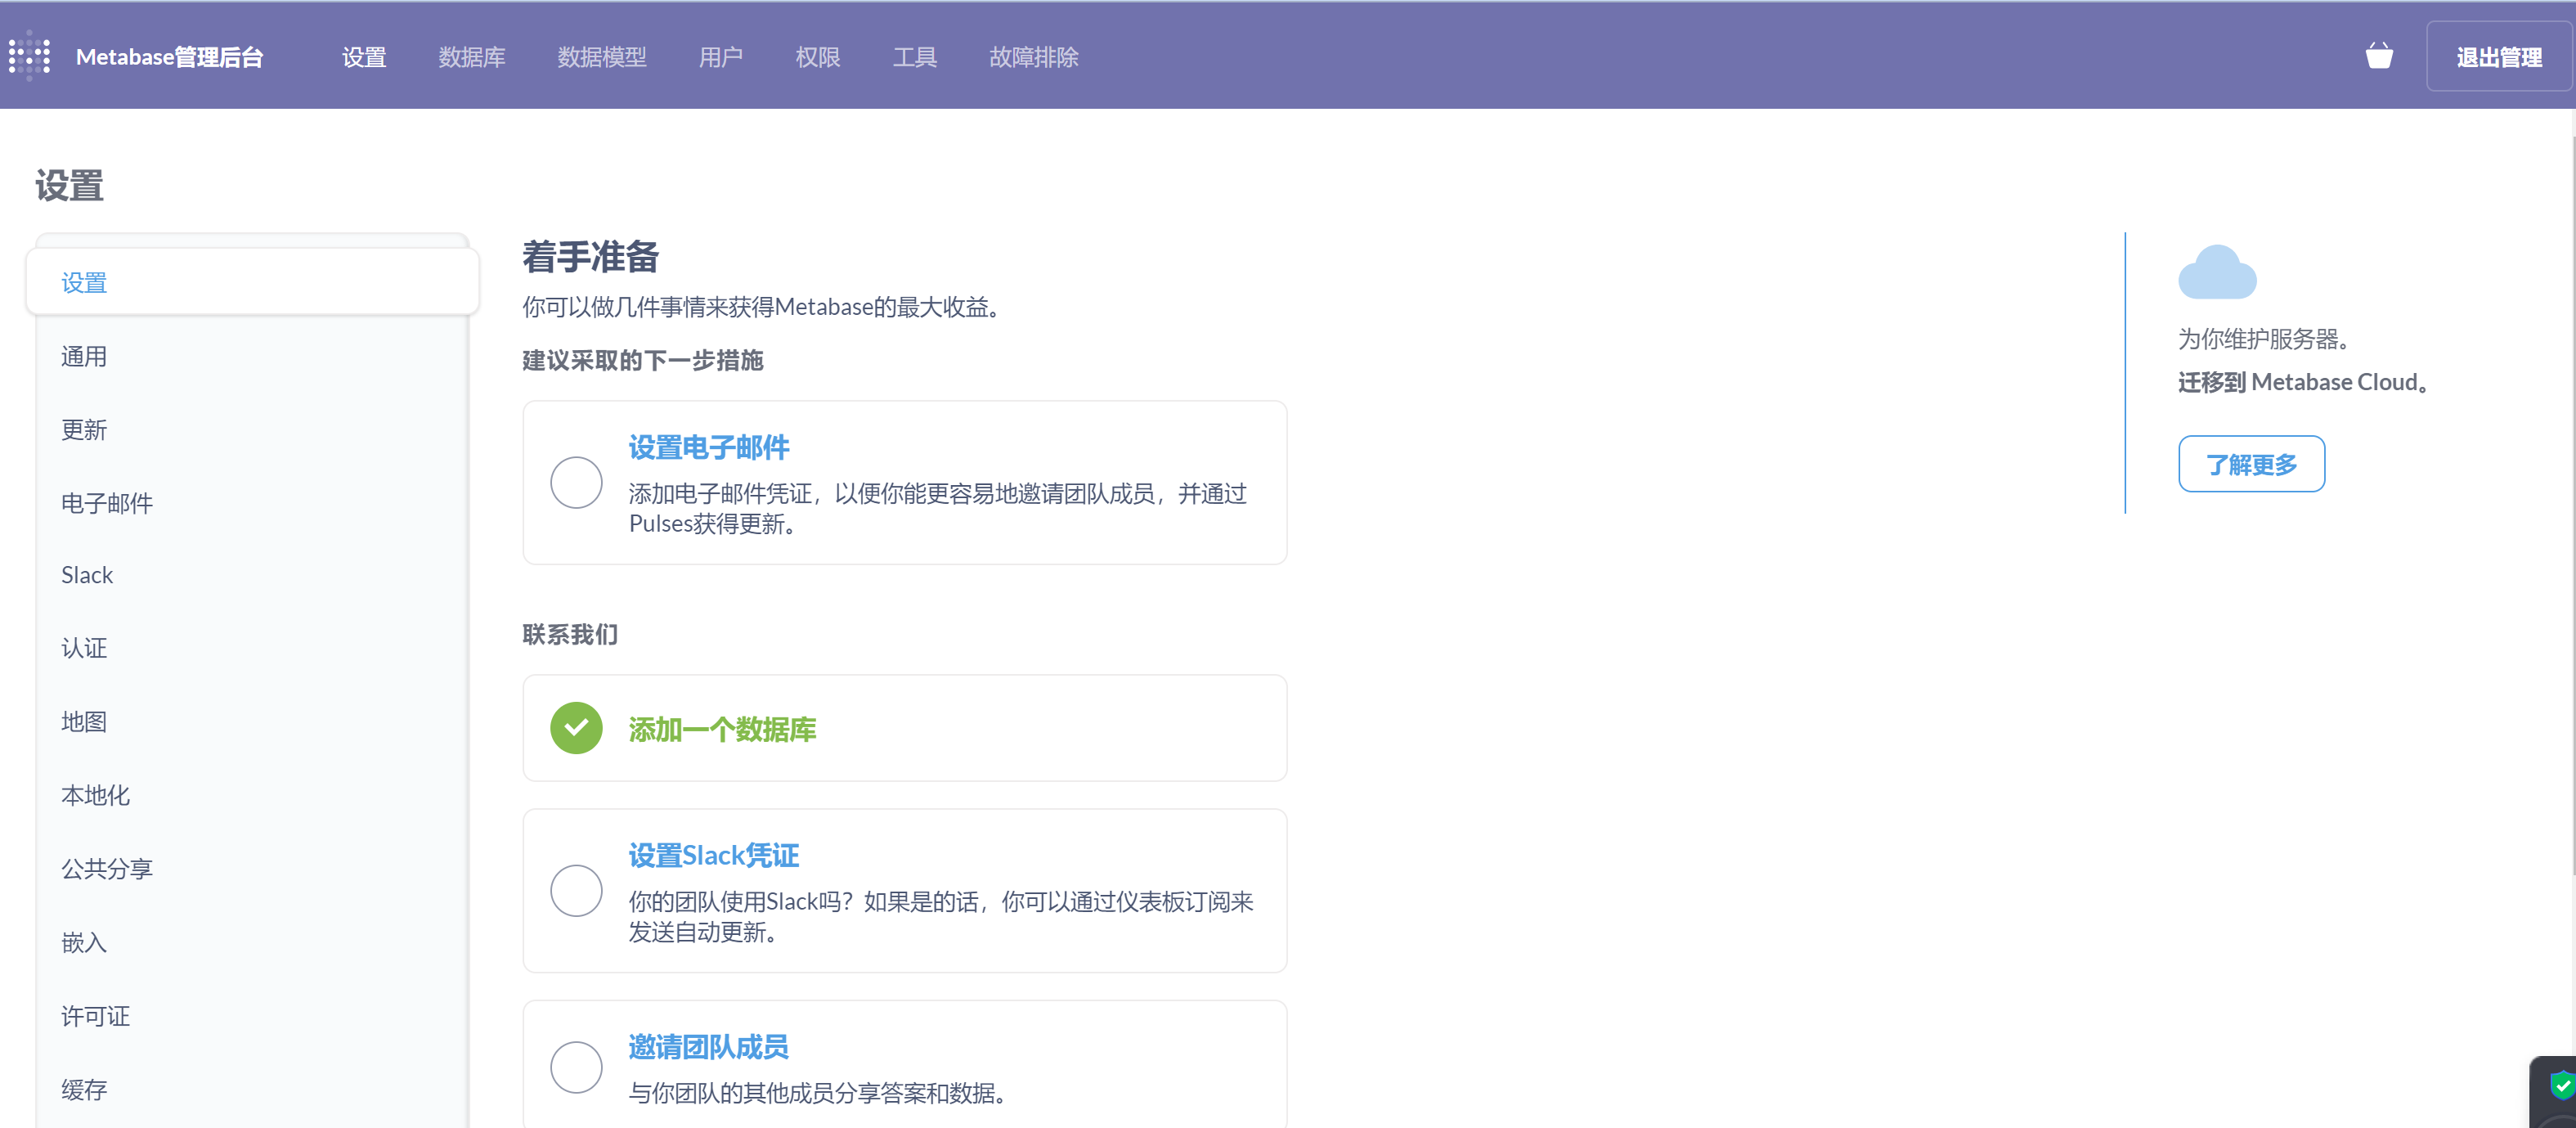 Metabase管理后台
设置
数据库
数据模型
用户
权限
工具
故障排除
退出管理
设置
设置
通用
更新
电子邮件
Slack
认证
地图
本地化
公共分享
嵌入
许可证
缓存
着手准备
你可以做几件事情来获得Metabase的最大收益。
建议采取的下一步措施
设置电子邮件
添加电子邮件凭证，以便你能更容易地邀请团队成员，并通过
Pulses获得更新。
联系我们
添加一个数据库
设置Slack凭证
你的团队使用Slack吗？如果是的话，你可以通过仪表板订阅来
发送自动更新。
邀请团队成员
与你团队的其他成员分享答案和数据。
为你维护服务器。
迁移到 Metabase Cloud。
了解更多